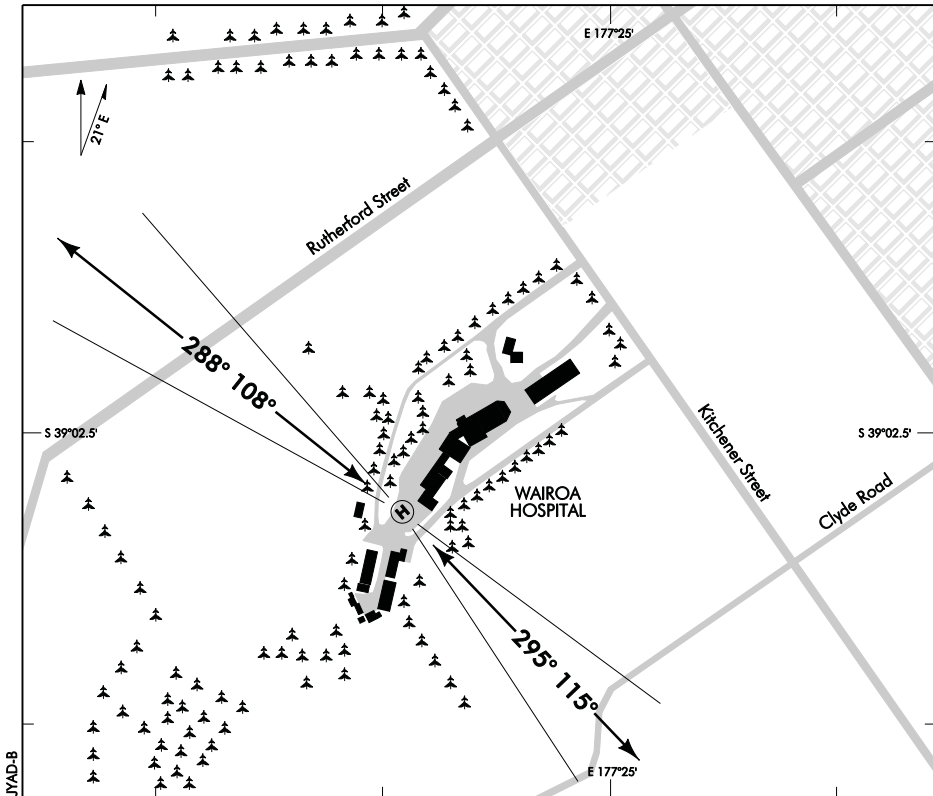 E 177°25'
21° E
Rutherford Street
288° 108°
S 39°02.5'
S 39°02.5'
Kitchener Street
Clyde Road
WAIROA
HOSPITAL
H
295° 115°
E 177°25'
JYAD-B